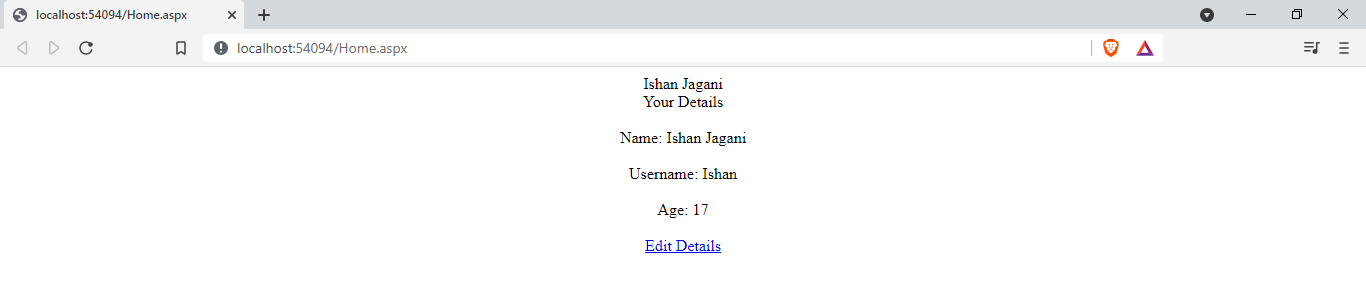 localhost:54094/Home.aspx
localhost:54094/Home.aspx
Ishan Jagani
Your Details
Name: Ishan Jagani
Username: Ishan
Age: 17
Edit Details